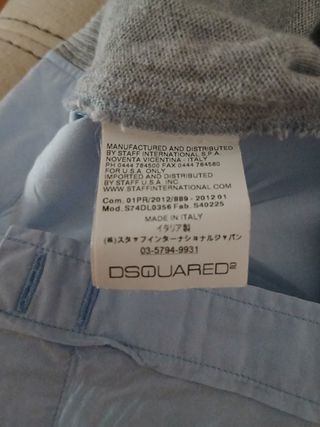 MANUFACTURED AND DISTRIBUTED
BY STAFF INTERNATIONAL S.P.A
NOVENTA VICENTINA - ITALY
PH 0444 784500 FAX 0444 784580
FOR U.S.A. ONLY
IMPORTED AND DISTRIBUTED
BY STAFF U.S.A. INC
WWW.STAFFINTERNATIONAL.COM
Com. 01PR/2012/889 - 2012 01
Mod. S74DL0356 Fab. S40225
MADE IN ITALY
イタリア製
(株)スタッフインターナショナルジャパン
03-5794-9931
DSQUARED²